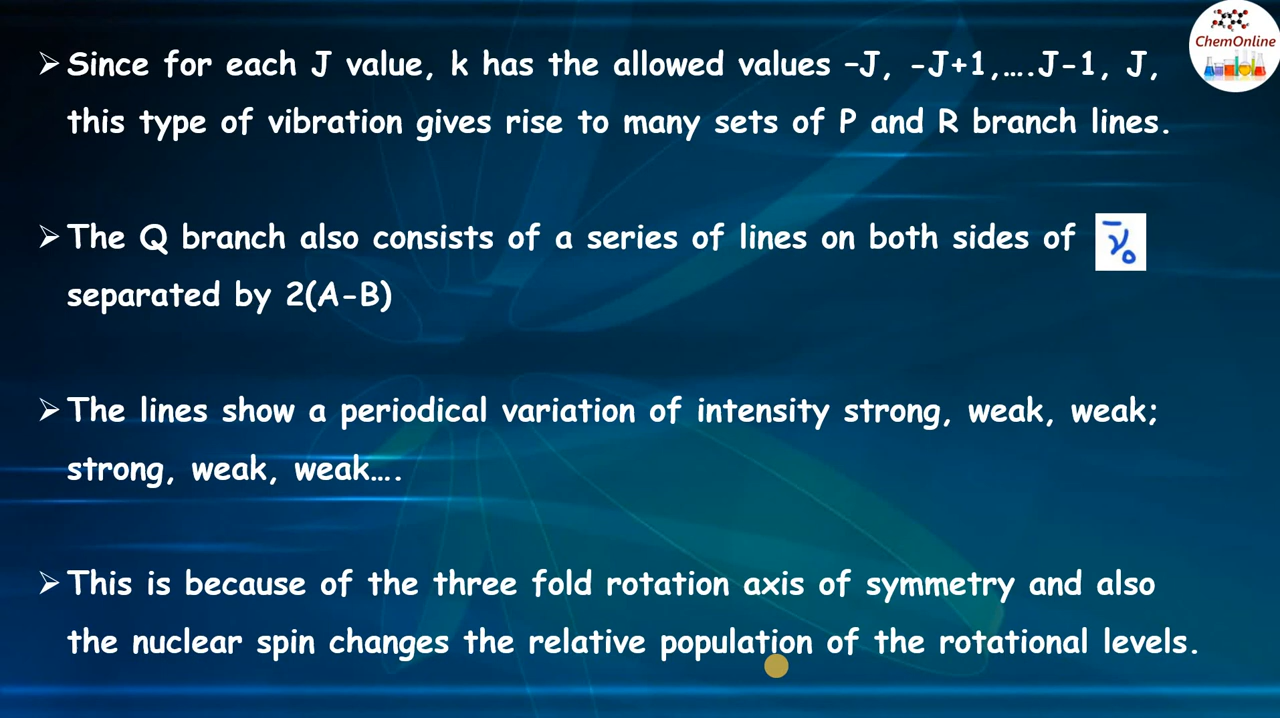 ChemOnline
➢Since for each J value, k has the allowed values –J, -J+1,….J-1, J,
this type of vibration gives rise to many sets of P and R branch lines.
➢The Q branch also consists of a series of lines on both sides of ν̄₀
separated by 2(A-B)
➢The lines show a periodical variation of intensity strong, weak, weak;
strong, weak, weak….
➢This is because of the three fold rotation axis of symmetry and also
the nuclear spin changes the relative population of the rotational levels.